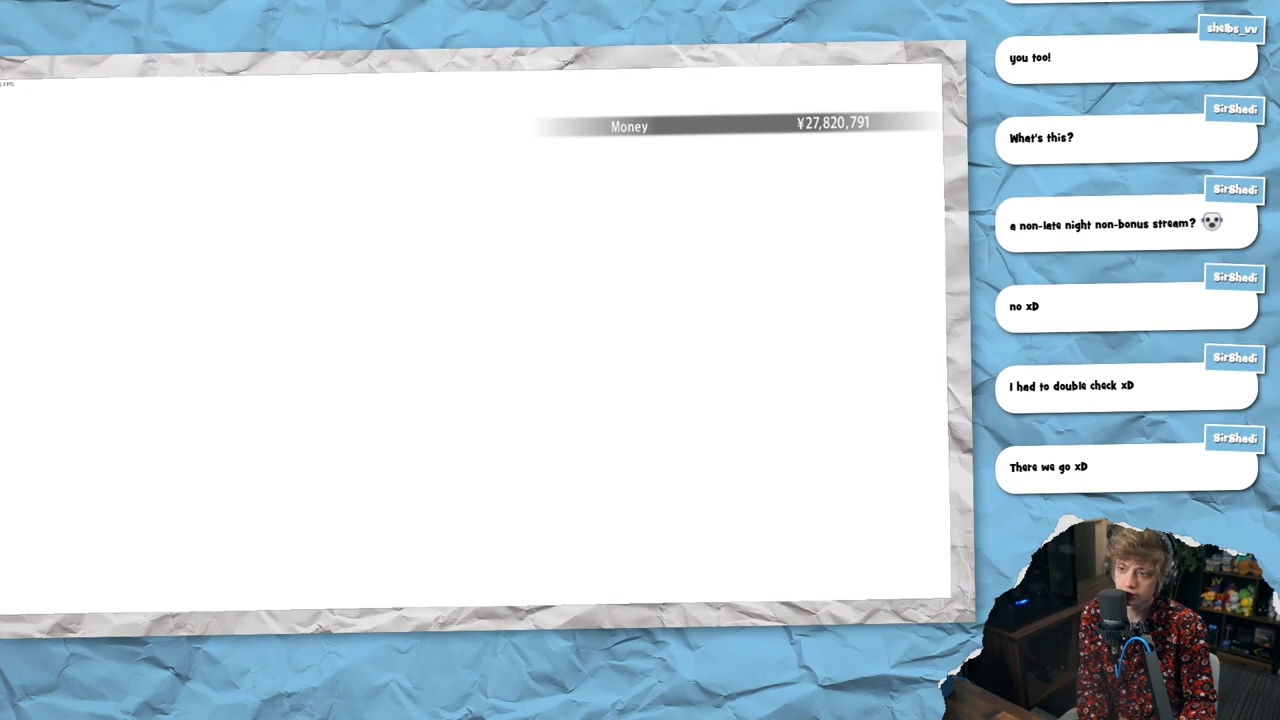 FPS
Money ¥27,820,791
shelbs_vv
you too!
SirShedi
What's this?
SirShedi
a non-late night non-bonus stream?
SirShedi
no xD
SirShedi
I had to double check xD
SirShedi
There we go xD